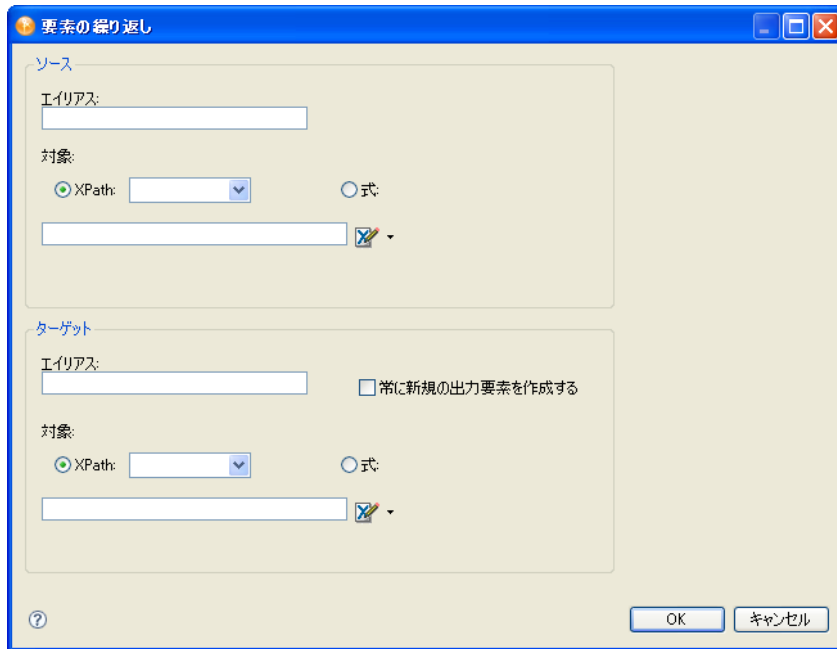 要素の繰り返し
ソース
エイリアス:
対象:
XPath: 式:
ターゲット
エイリアス:
常に新規の出力要素を作成する
対象:
XPath: 式:
OK キャンセル